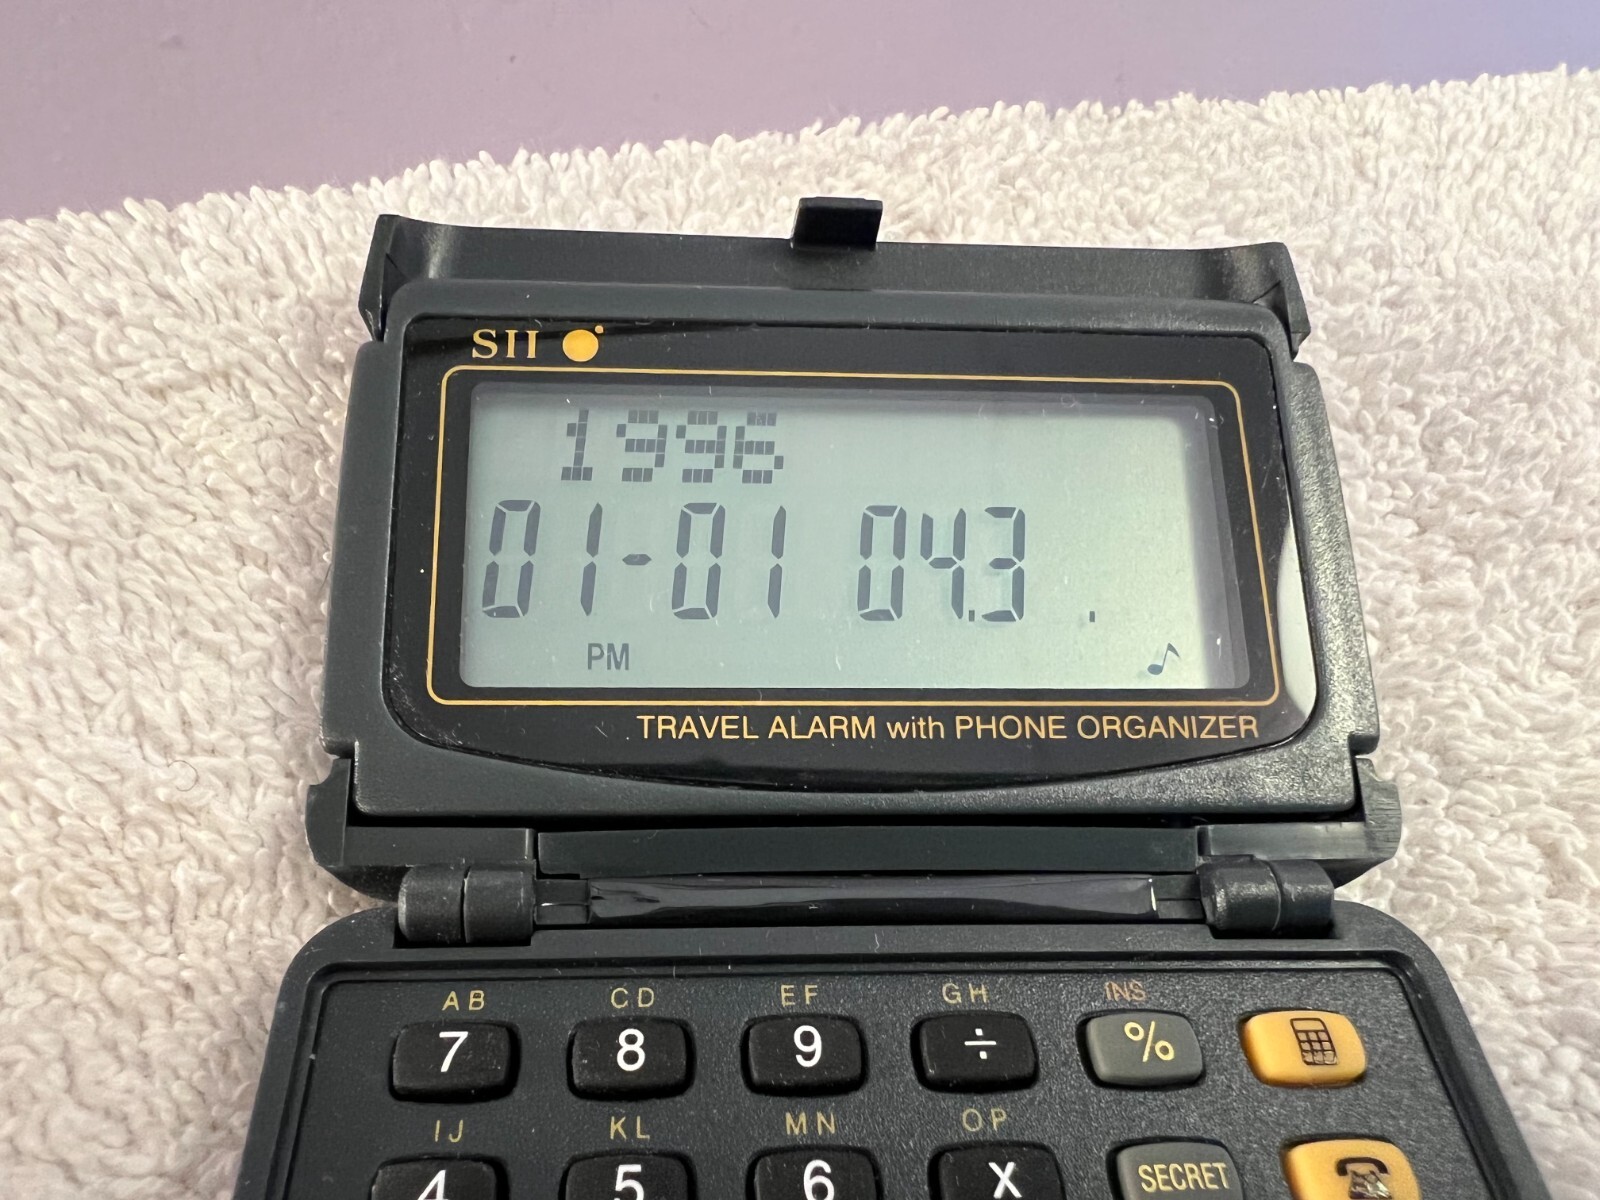 SII
1996
01-01 04.3 .
PM
TRAVEL ALARM with PHONE ORGANIZER
AB CD EF GH INS
7 8 9 ÷ %
IJ KL MN OP
4 5 6 X SECRET